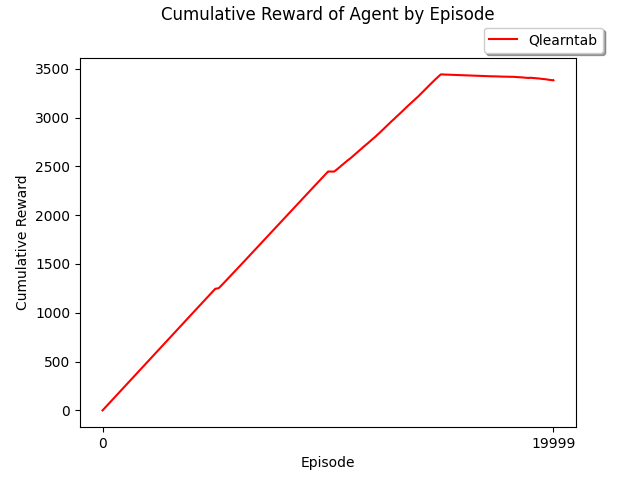 Cumulative Reward of Agent by Episode
Qlearntab
3500
3000
2500
2000
1500
1000
500
0
Cumulative Reward
0 19999
Episode